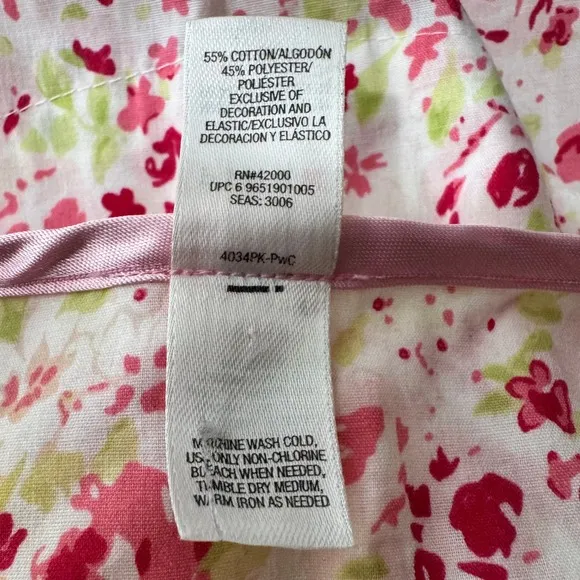 55% COTTON/ALGODÓN
45% POLYESTER/
POLIÉSTER
EXCLUSIVE OF
DECORATION AND
ELASTIC/EXCLUSIVO LA
DECORACION Y ELÁSTICO
RN#42000
UPC 6 9651901005
SEAS: 3006
4034PK-PwC
MACHINE WASH COLD,
USE ONLY NON-CHLORINE
BLEACH WHEN NEEDED,
TUMBLE DRY MEDIUM,
WARM IRON AS NEEDED